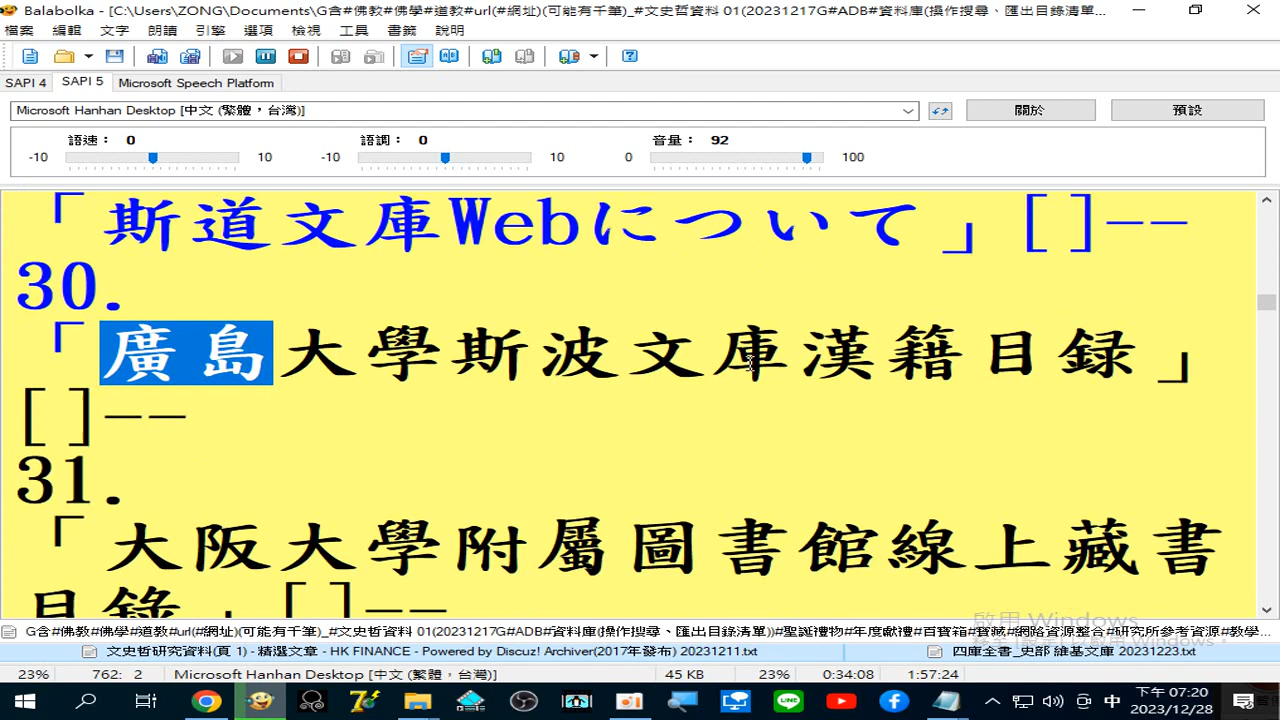 Balabolka - [C:\Users\ZONG\Documents\G含#佛教#佛學#道教#url(#網址)(可能有千筆)_#文史哲資料 01(20231217G#ADB#資料庫(操作搜尋、匯出目錄清單...
檔案 編輯 文字 朗讀 引擎 選項 檢視 工具 書籤 說明
SAPI 4 SAPI 5 Microsoft Speech Platform
Microsoft Hanhan Desktop [中文 (繁體，台灣)] 關於 預設
語速： 0 語調： 0 音量： 92
-10 10 -10 10 0 100
「斯道文庫Webについて」[]--
30.
「廣島大學斯波文庫漢籍目録」
[]--
31.
「大阪大學附屬圖書館線上藏書
目錄」[]--
啟用 Windows
G含#佛教#佛學#道教#url(#網址)(可能有千筆)_#文史哲資料 01(20231217G#ADB#資料庫(操作搜尋、匯出目錄清單))#聖誕禮物#年度獻禮#百寶箱#寶城#網路資源整合#研究所參考資源#教學...
文史哲研究資料(頁 1) - 精選文章 - HK FINANCE - Powered by Discuz! Archiver(2017年發布) 20231211.txt 四庫全書_史部 維基文庫 20231223.txt
23% 762: 2 Microsoft Hanhan Desktop [中文 (繁體，台灣)] 45 KB 23% 0:34:08 1:57:24
中 下午 07:20
2023/12/28